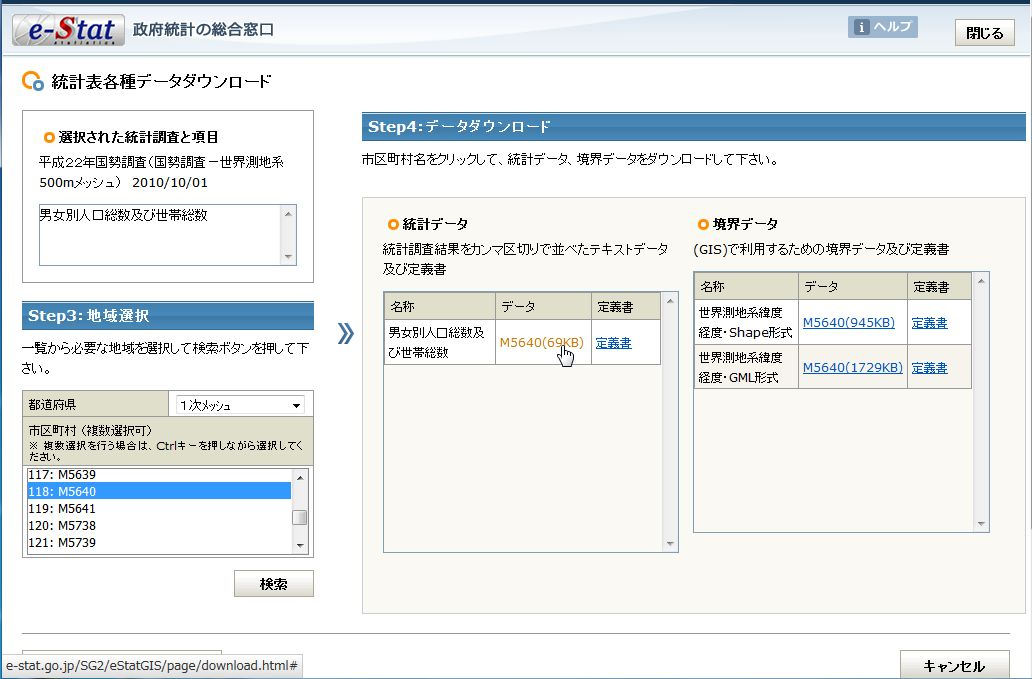 e-Stat
statistics
政府統計の総合窓口
i ヘルプ
閉じる
統計表各種データダウンロード
選択された統計調査と項目
平成22年国勢調査(国勢調査-世界測地系
500mメッシュ) 2010/10/01
男女別人口総数及び世帯総数
Step3:地域選択
一覧から必要な地域を選択して検索ボタンを押して下
さい。
都道府県
1次メッシュ
市区町村(複数選択可)
※ 複数選択を行う場合は、Ctrlキーを押しながら選択してく
ださい。
117: M5639
118: M5640
119: M5641
120: M5738
121: M5739
検索
Step4:データダウンロード
市区町村名をクリックして、統計データ、境界データをダウンロードして下さい。
統計データ
統計調査結果をカンマ区切りで並べたテキストデータ
及び定義書
名称 データ 定義書
男女別人口総数及
び世帯総数
M5640(69KB)
定義書
境界データ
(GIS)で利用するための境界データ及び定義書
名称 データ 定義書
世界測地系緯度
経度・Shape形式
M5640(945KB)
定義書
世界測地系緯度
経度・GML形式
M5640(1729KB)
定義書
e-stat.go.jp/SG2/eStatGIS/page/download.html#
キャンセル